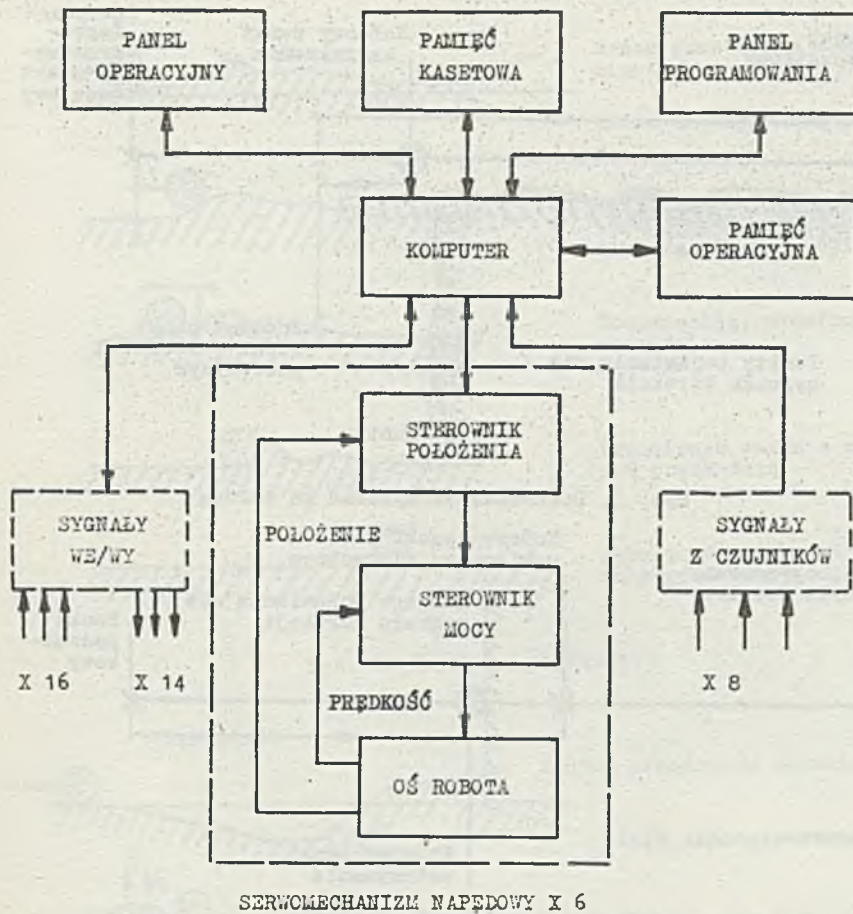 PANEL
OPERACYJNY
PAMIĘĆ
KASETOWA
PANEL
PROGRAMOWANIA
KOMPUTER
PAMIĘĆ
OPERACYJNA
STEROWNIK
POŁOŻENIA
SYGNAŁY
WE/WY
POŁOŻENIE
SYGNAŁY
Z CZUJNIKÓW
STEROWNIK
MOCY
X 16
X 14
X 8
PRĘDKOŚĆ
OŚ ROBOTA
SERWOMECHANIZM NAPĘDOWY X 6